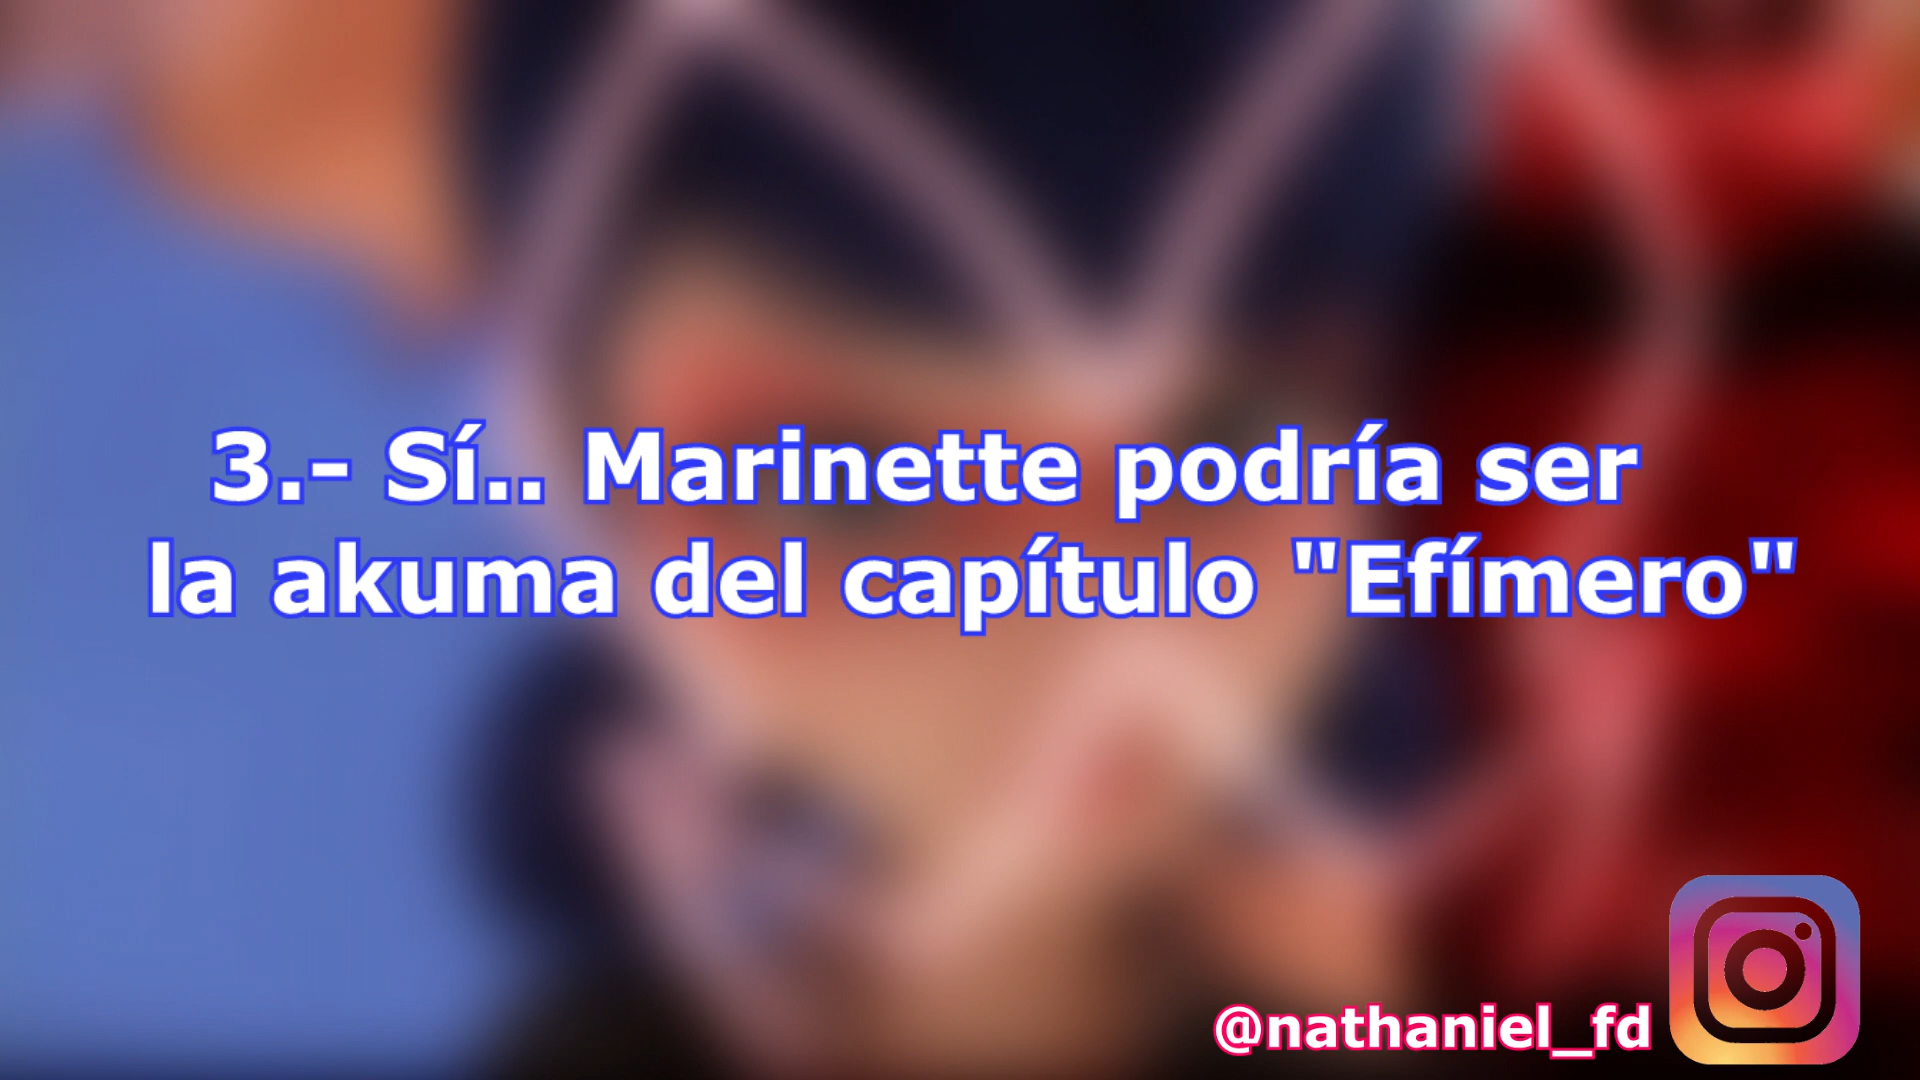 3.- Sí.. Marinette podría ser
la akuma del capítulo "Efímero"
@nathaniel_fd